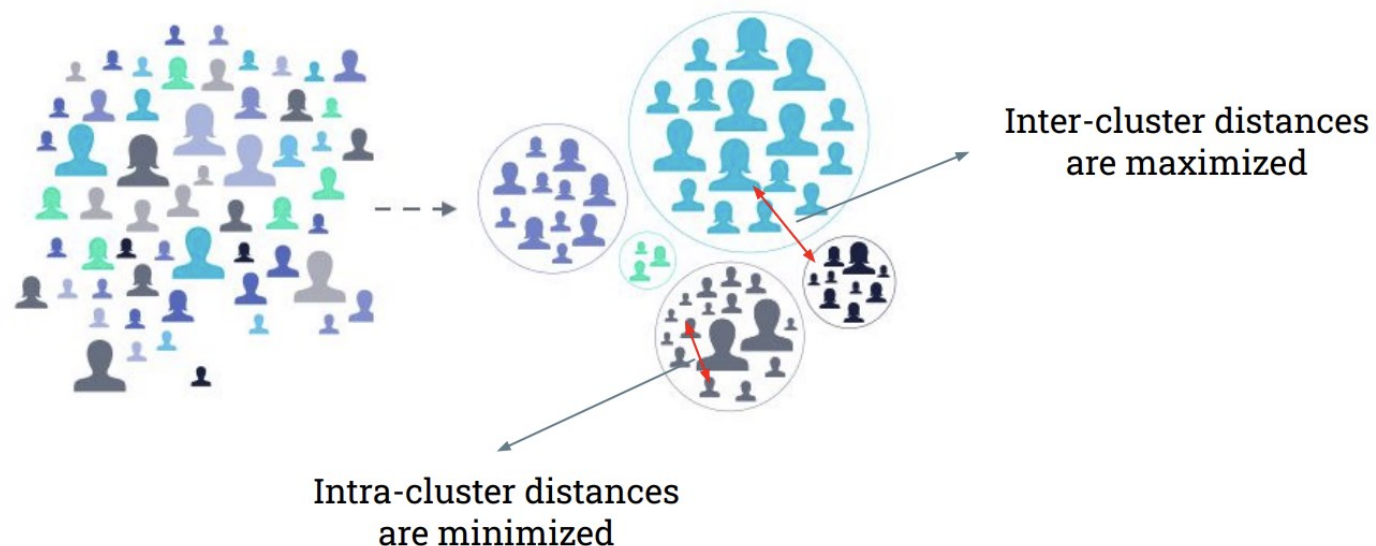 Inter-cluster distances
are maximized
Intra-cluster distances
are minimized